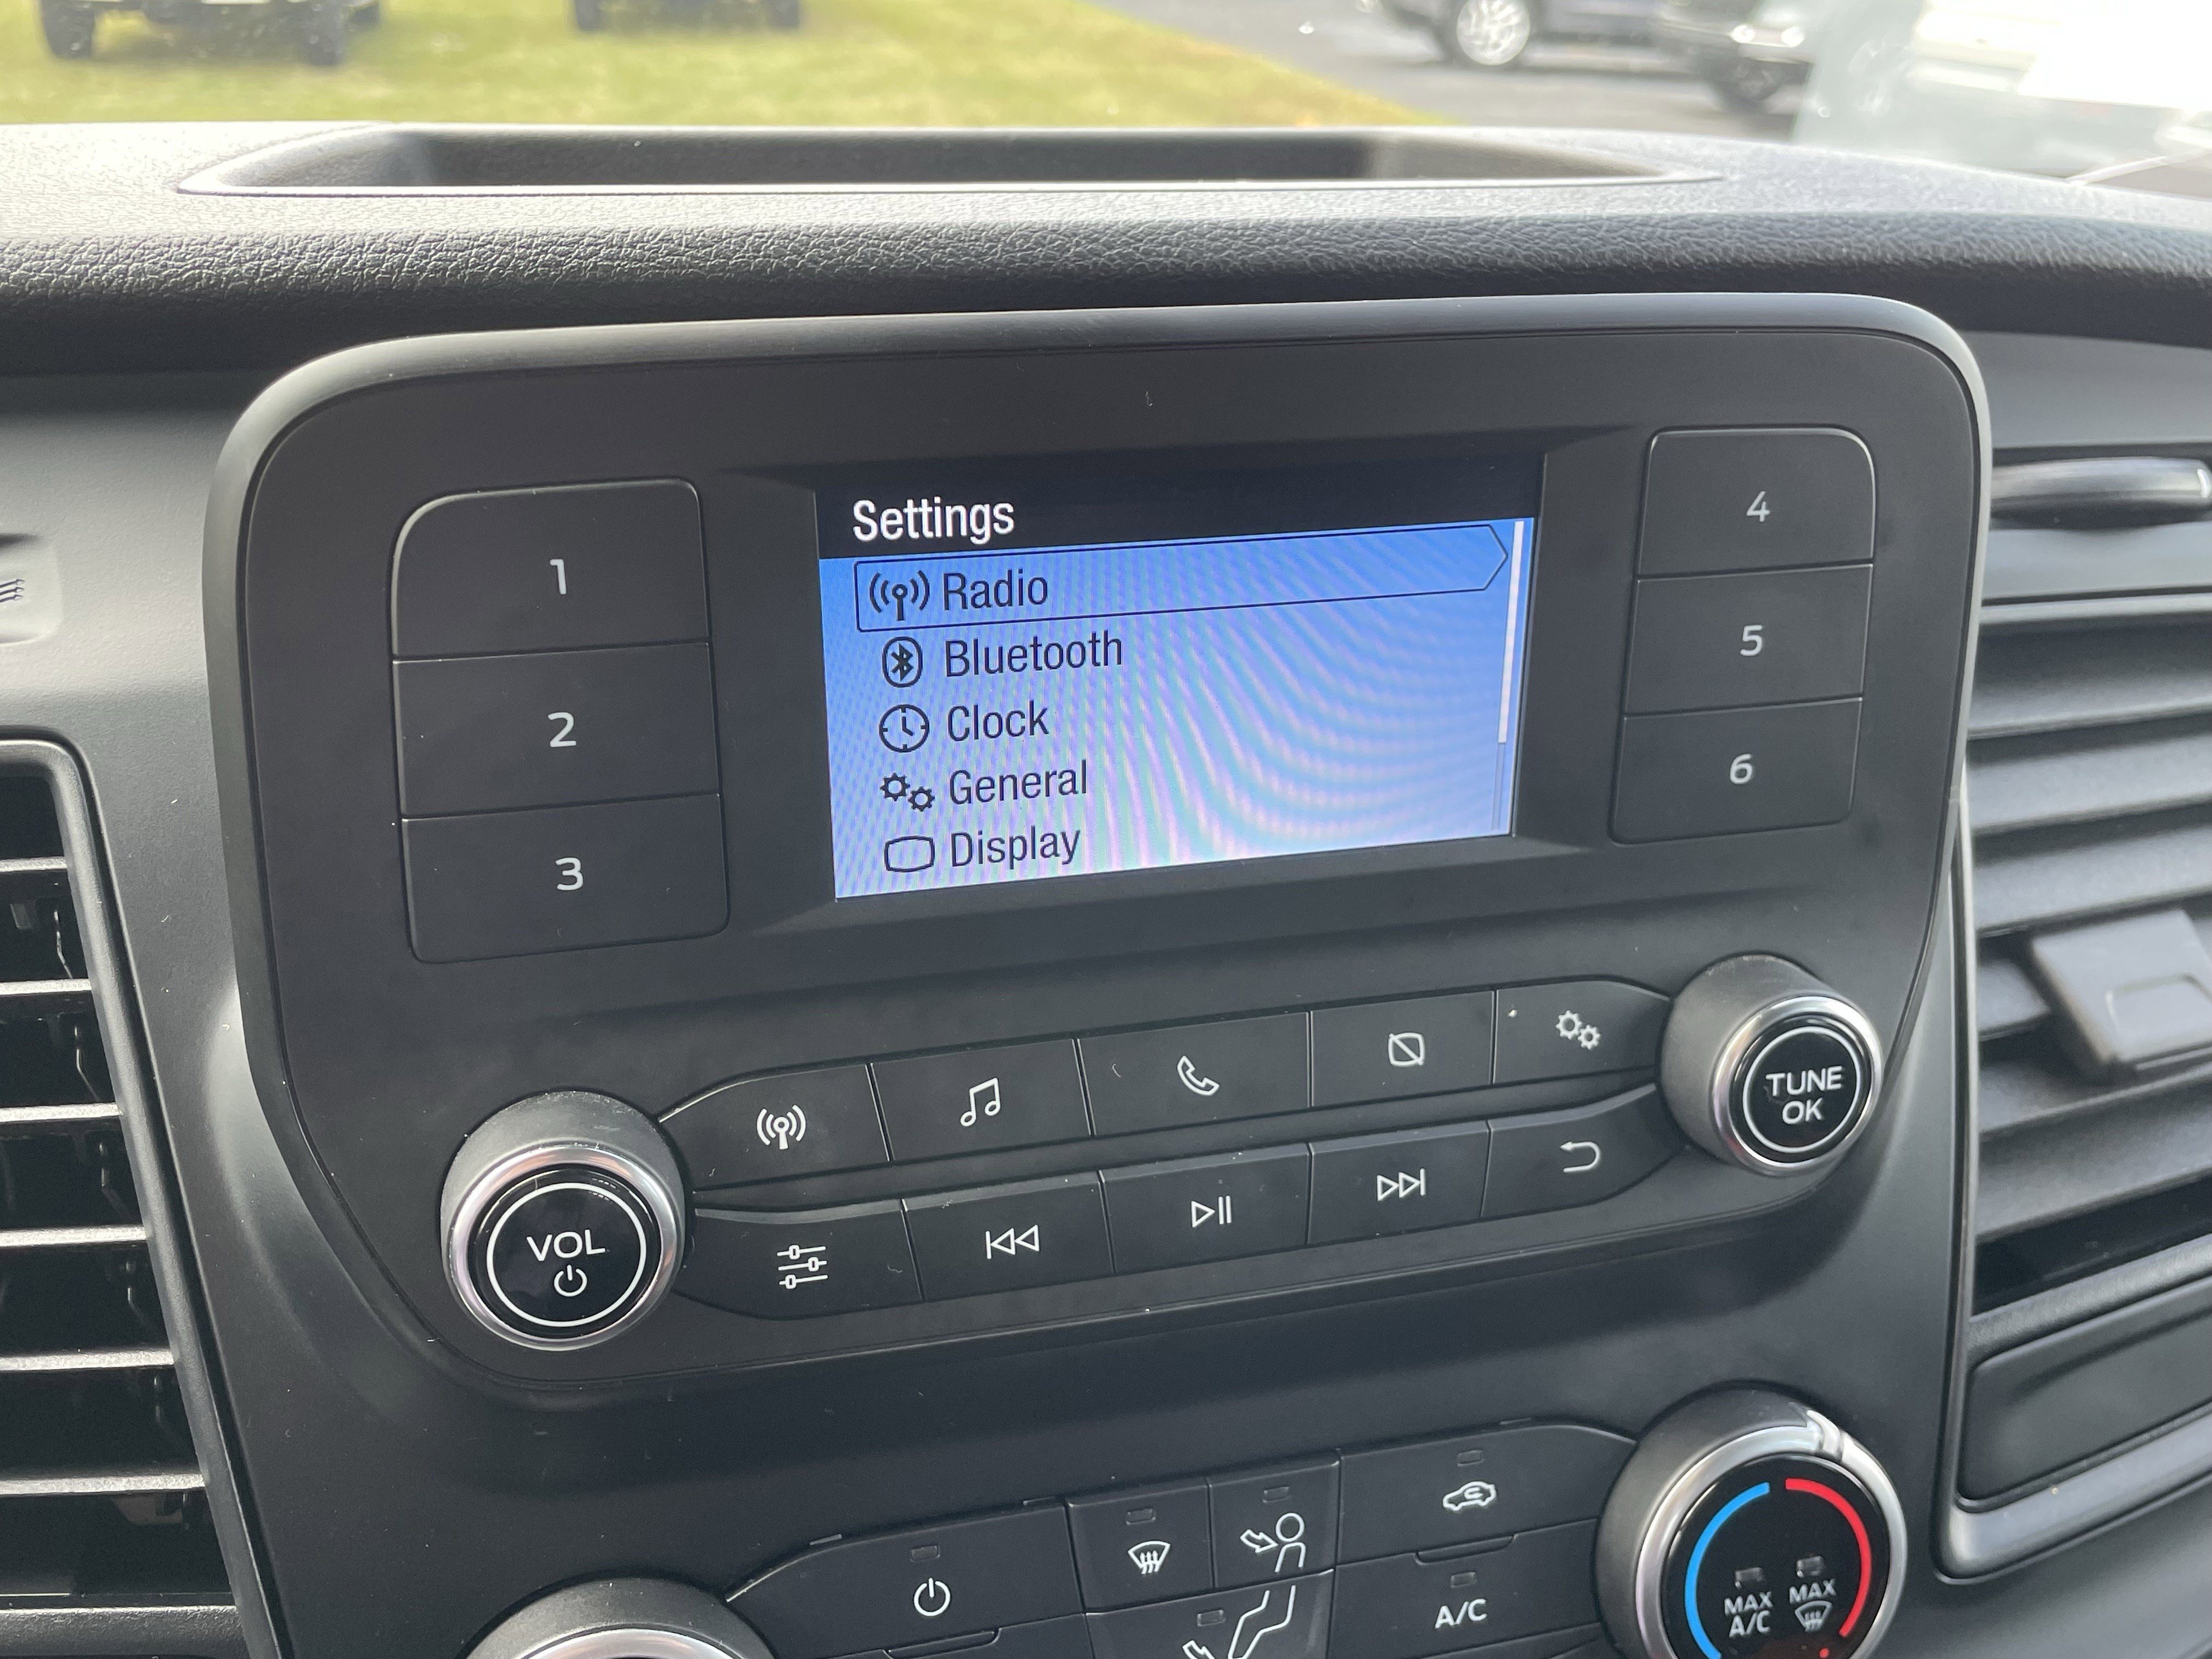 Settings
Radio
Bluetooth
Clock
General
Display
1
2
3
4
5
6
VOL
TUNE
OK
A/C
MAX
A/C
MAX